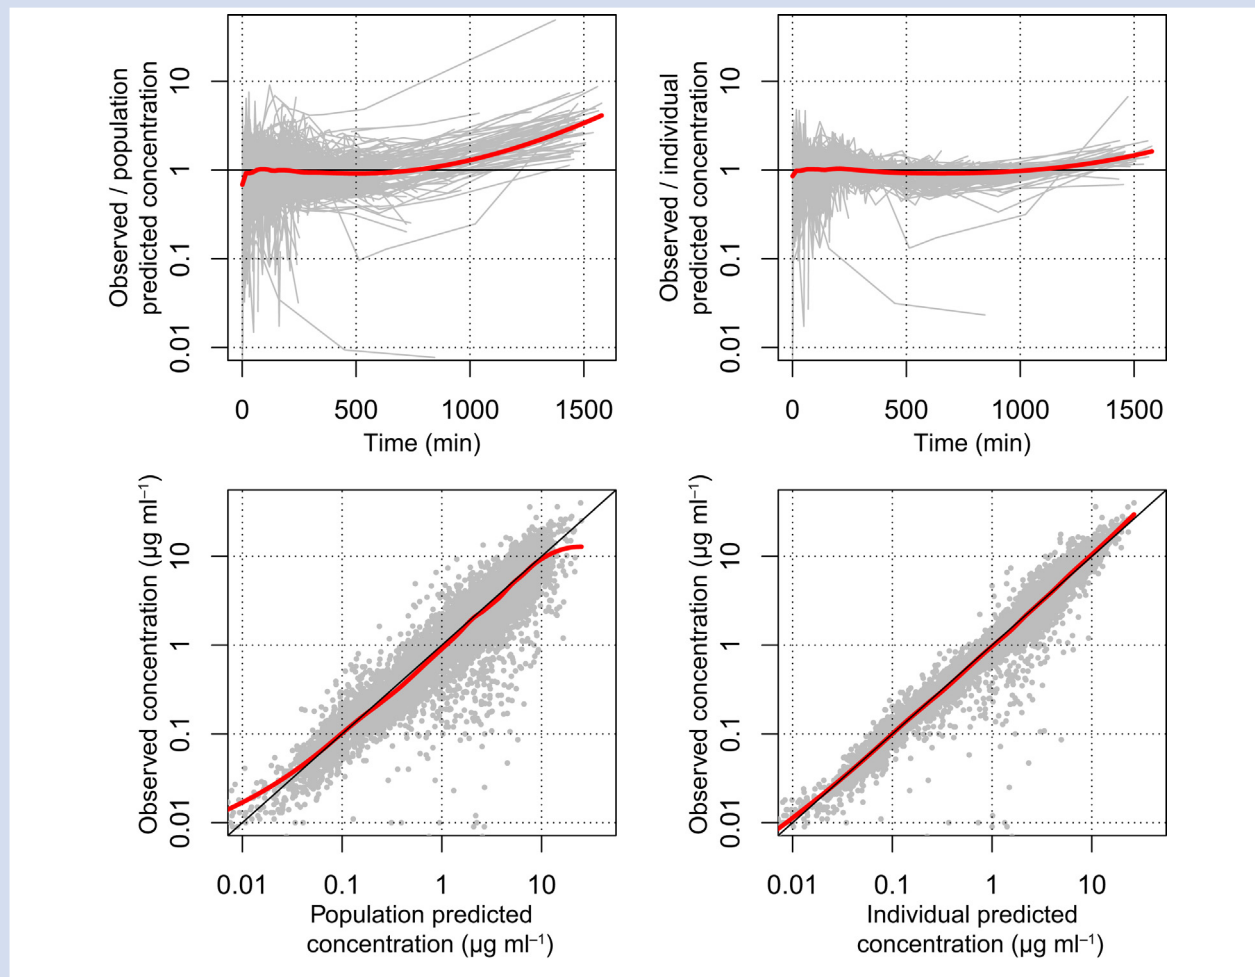 Observed / population
predicted concentration
10
1
0.1
0.01
0
500
1000
1500
Time (min)
Observed / individual
predicted concentration
10
1
0.1
0.01
0
500
1000
1500
Time (min)
Observed concentration (µg ml⁻¹)
10
1
0.1
0.01
0.01
0.1
1
10
Population predicted
concentration (µg ml⁻¹)
Observed concentration (µg ml⁻¹)
10
1
0.1
0.01
0.01
0.1
1
10
Individual predicted
concentration (µg ml⁻¹)